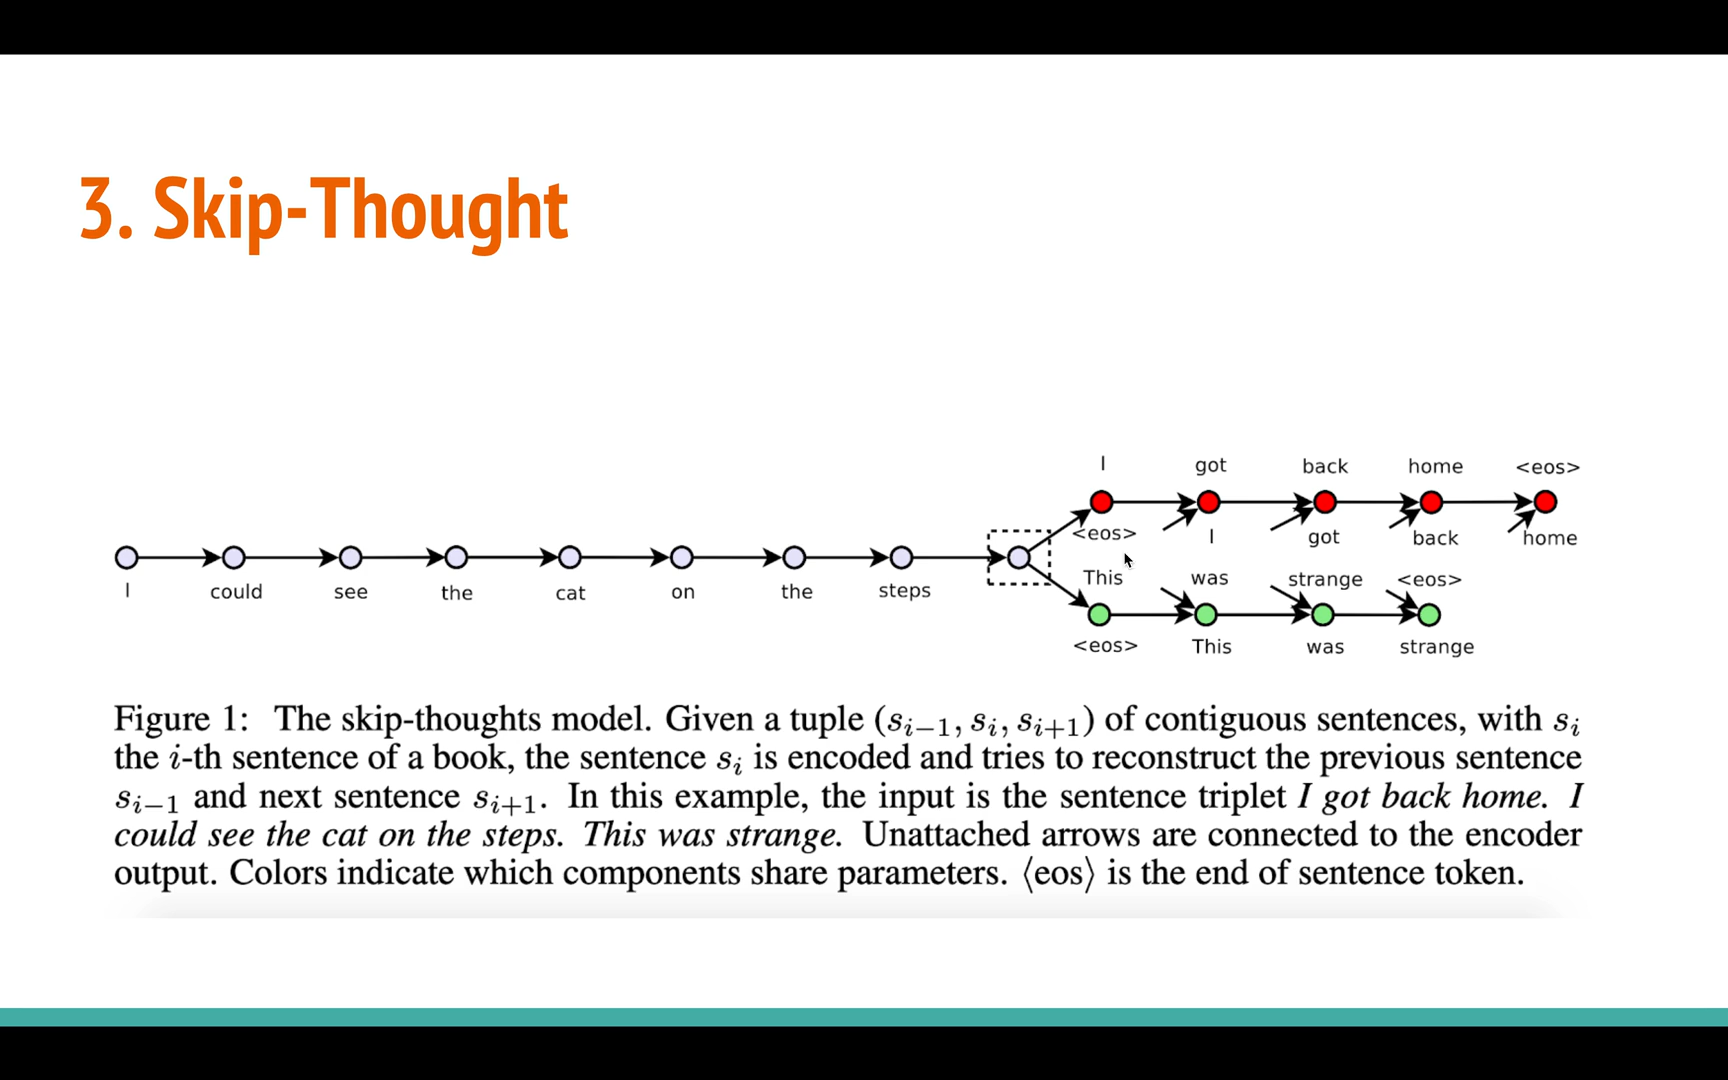 3. Skip-Thought
I got back home <eos>
<eos> I got back home
I could see the cat on the steps
This was strange <eos>
<eos> This was strange
Figure 1: The skip-thoughts model. Given a tuple (sᵢ₋₁, sᵢ, sᵢ₊₁) of contiguous sentences, with sᵢ
the i-th sentence of a book, the sentence sᵢ is encoded and tries to reconstruct the previous sentence
sᵢ₋₁ and next sentence sᵢ₊₁. In this example, the input is the sentence triplet I got back home. I
could see the cat on the steps. This was strange. Unattached arrows are connected to the encoder
output. Colors indicate which components share parameters. ⟨eos⟩ is the end of sentence token.